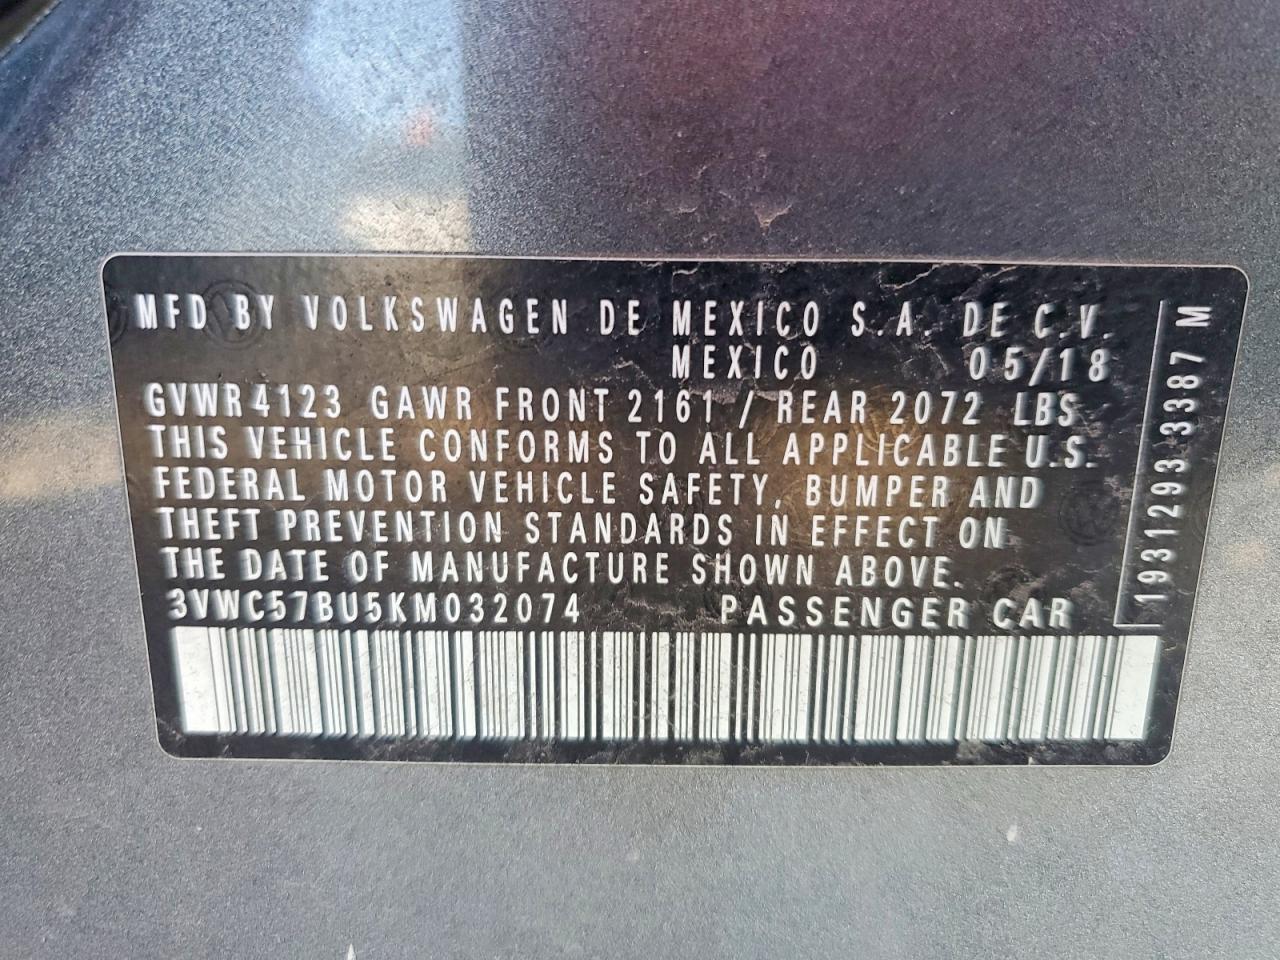 MFD BY VOLKSWAGEN DE MEXICO S.A. DE C.V.
MEXICO 05/18
GVWR 4123 GAWR FRONT 2161 / REAR 2072 LBS
THIS VEHICLE CONFORMS TO ALL APPLICABLE U.S.
FEDERAL MOTOR VEHICLE SAFETY, BUMPER AND
THEFT PREVENTION STANDARDS IN EFFECT ON
THE DATE OF MANUFACTURE SHOWN ABOVE.
3VWC57BU5KM032074 PASSENGER CAR
1931293 3387 M